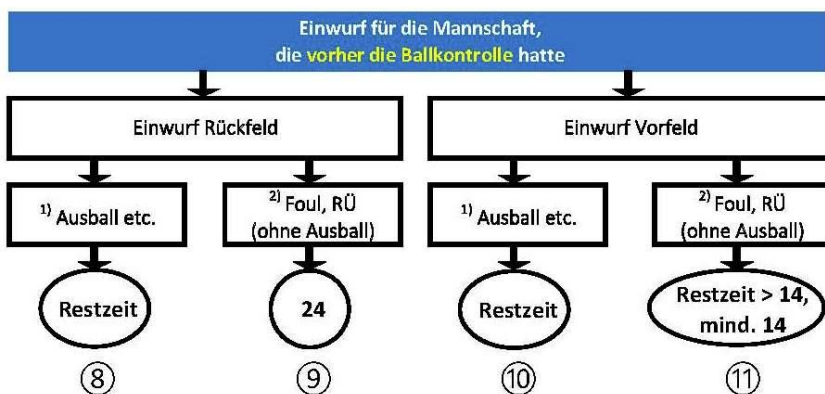 Einwurf für die Mannschaft,
die vorher die Ballkontrolle hatte
Einwurf Rückfeld
Einwurf Vorfeld
1) Ausball etc.
2) Foul, RÜ
(ohne Ausball)
1) Ausball etc.
2) Foul, RÜ
(ohne Ausball)
Restzeit
24
Restzeit
Restzeit > 14,
mind. 14
⑧
⑨
⑩
⑪